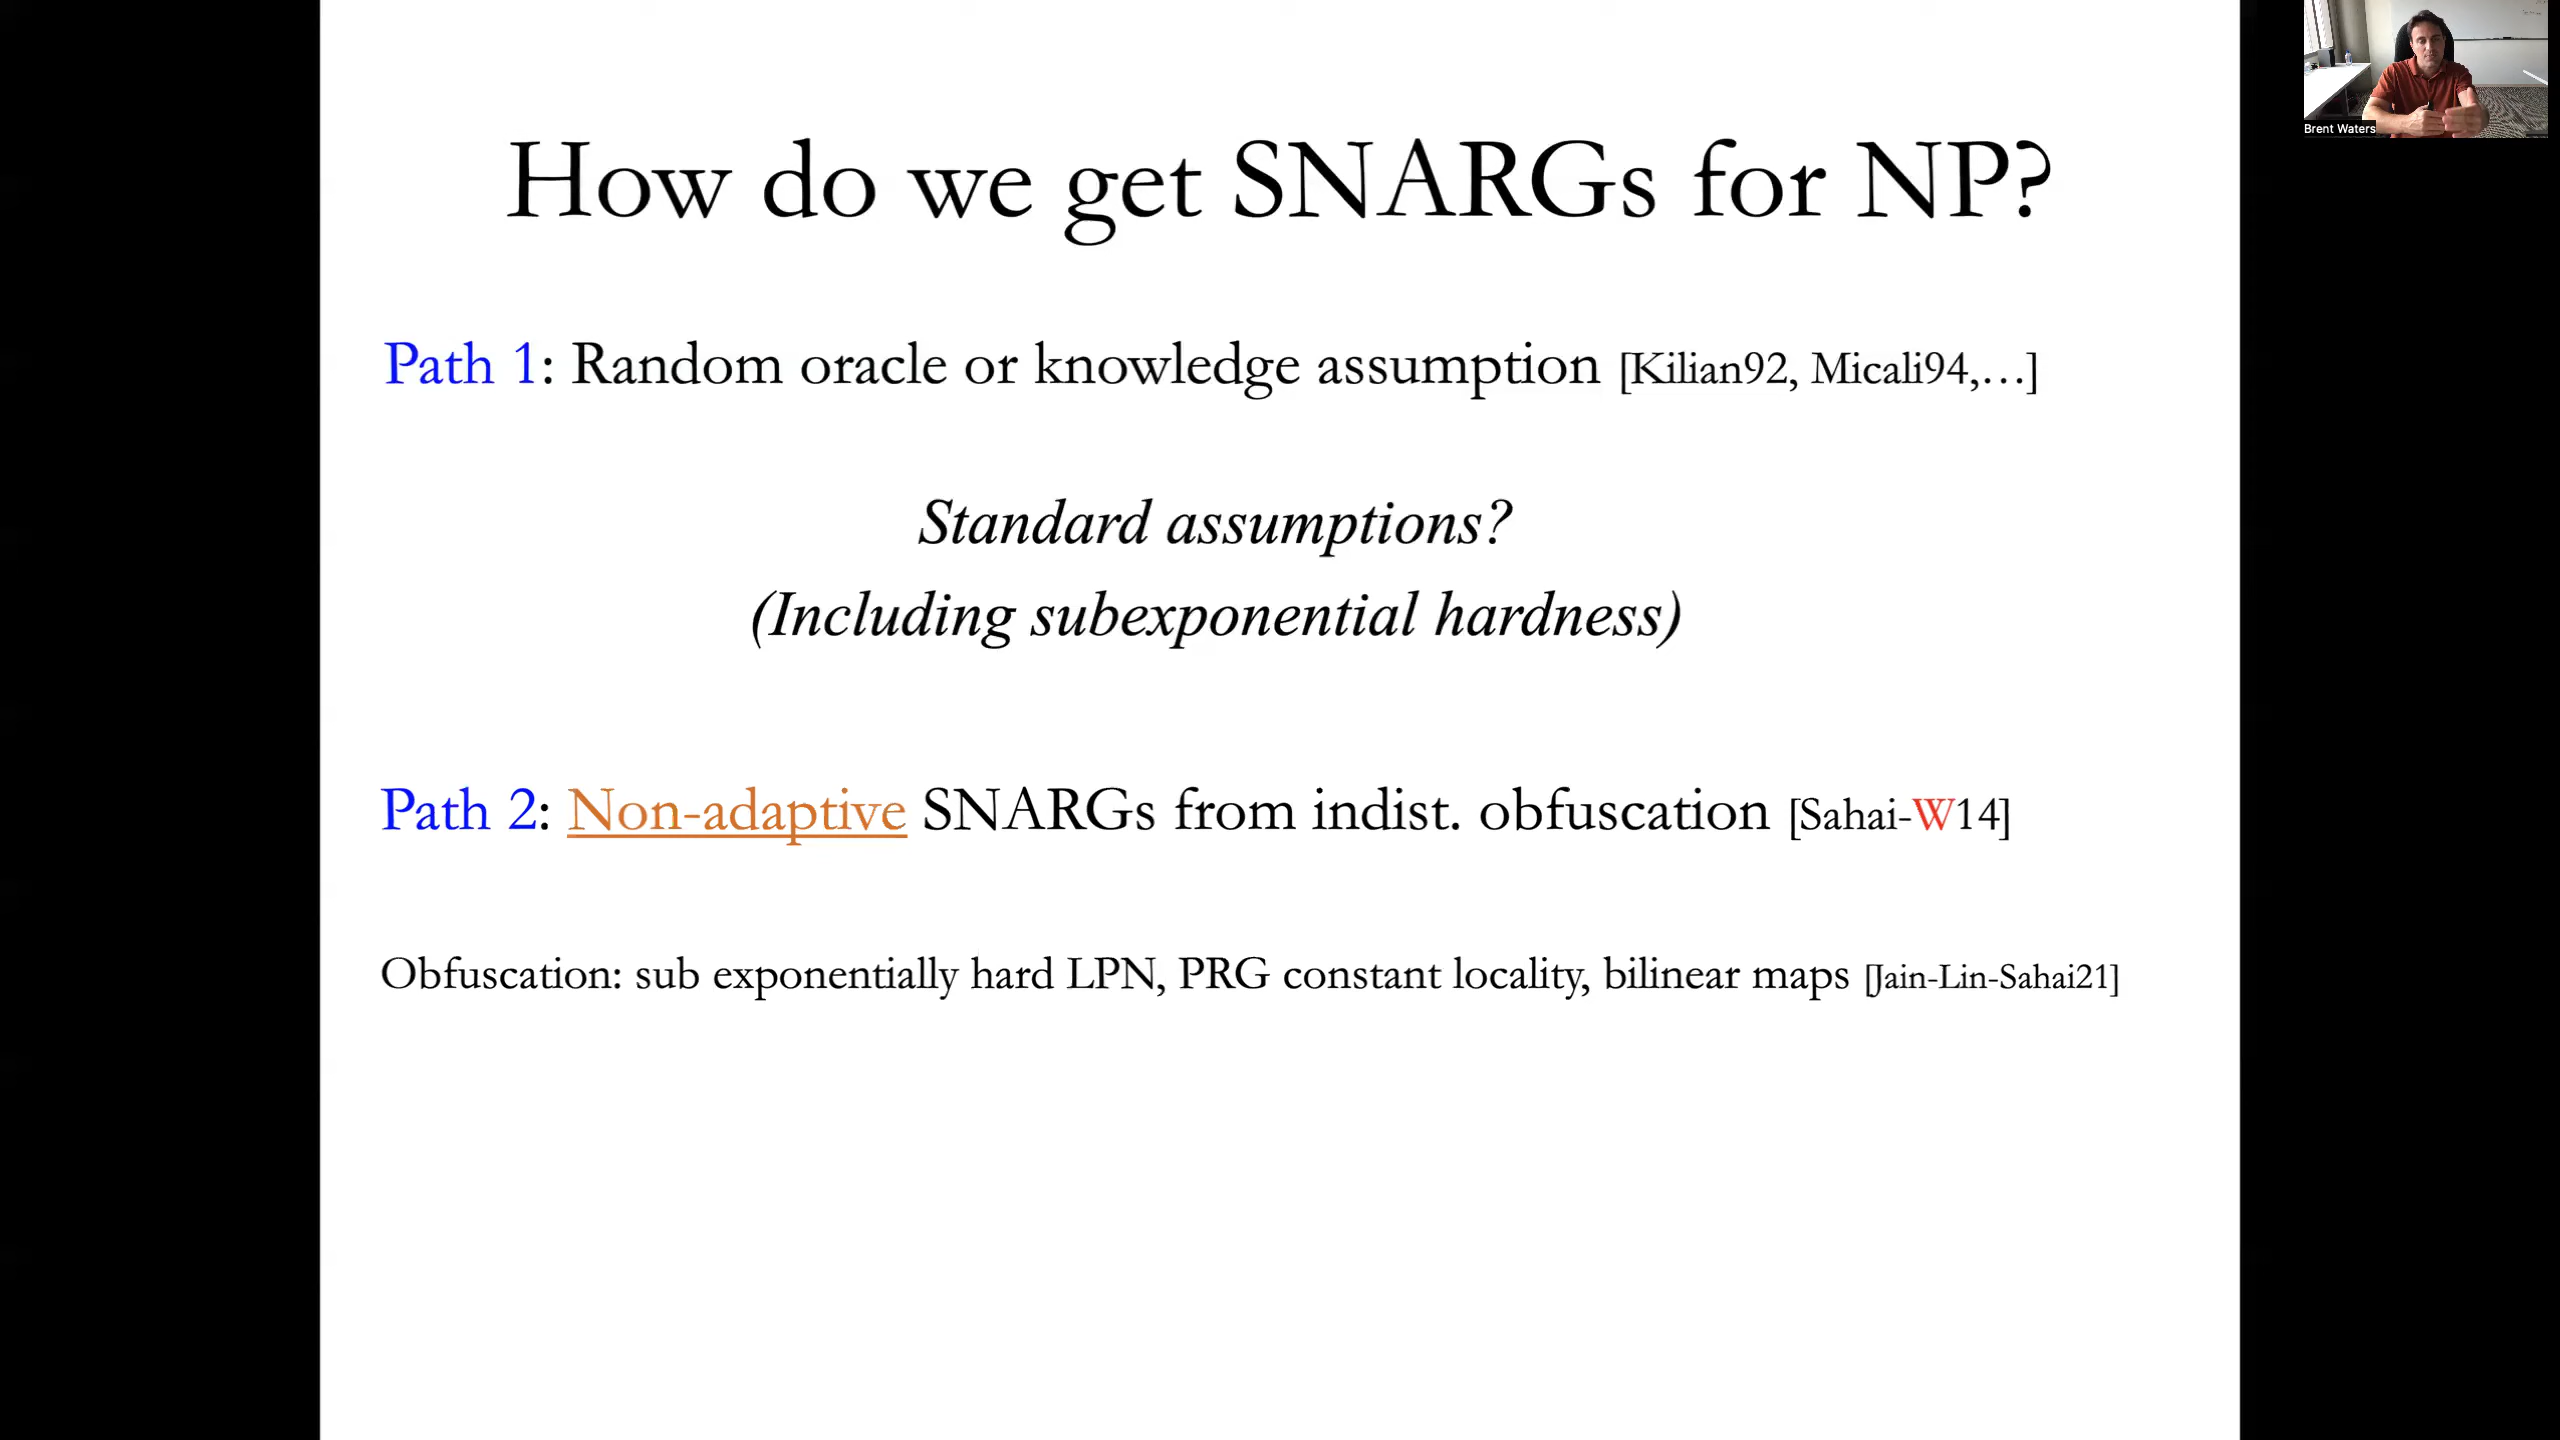 How do we get SNARGs for NP?
Path 1: Random oracle or knowledge assumption [Kilian92, Micali94,…]
Standard assumptions?
(Including subexponential hardness)
Path 2: Non-adaptive SNARGs from indist. obfuscation [Sahai-W14]
Obfuscation: sub exponentially hard LPN, PRG constant locality, bilinear maps [Jain-Lin-Sahai21]
Brent Waters